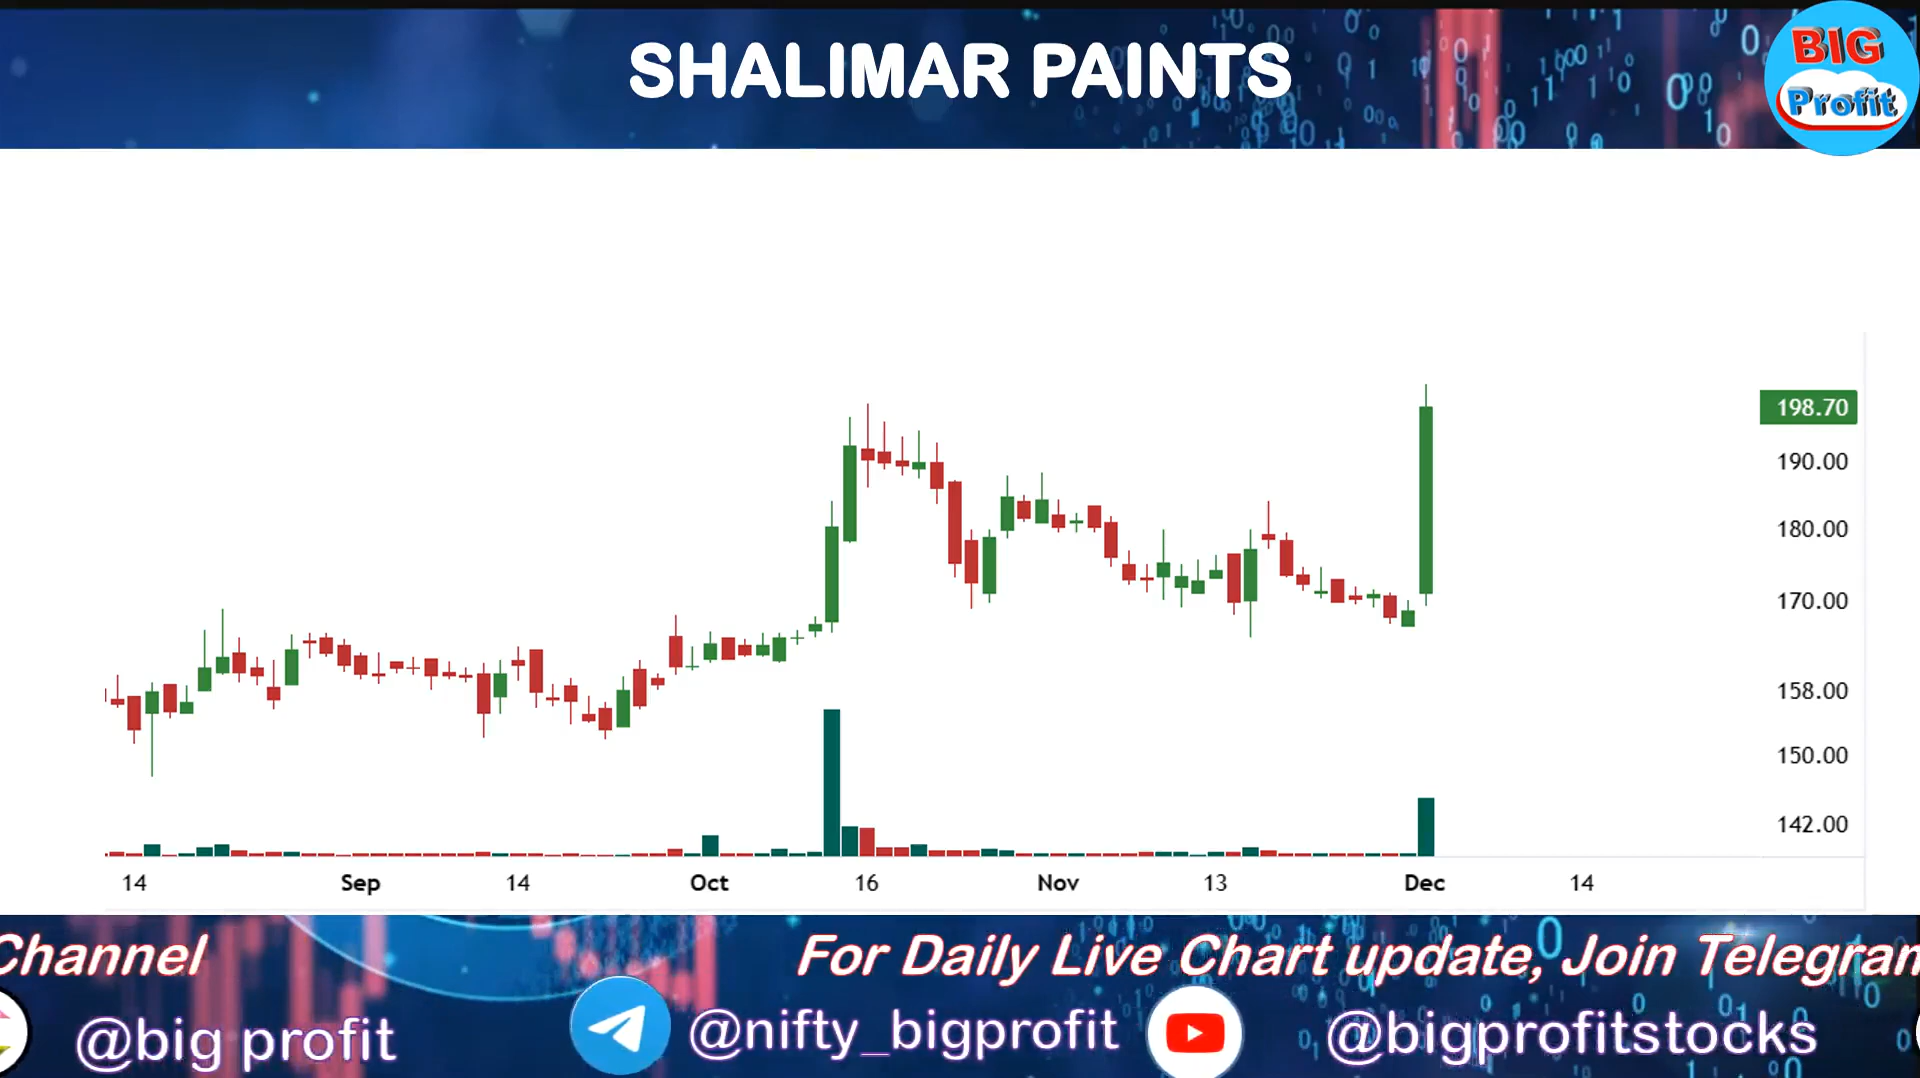 SHALIMAR PAINTS
BIG
Profit
198.70
190.00
180.00
170.00
158.00
150.00
142.00
14 Sep 14 Oct 16 Nov 13 Dec 14
Channel For Daily Live Chart update, Join Telegram
@big profit @nifty_bigprofit @bigprofitstocks